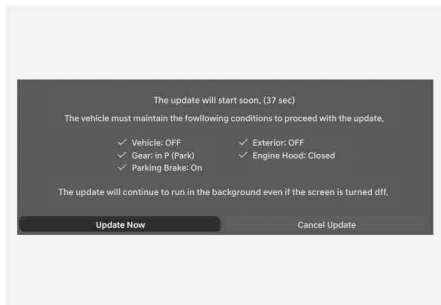 The update will start soon. (37 sec)
The vehicle must maintain the fowllowing conditions to proceed with the update.
✓ Vehicle: OFF ✓ Exterior: OFF
✓ Gear: in P (Park) ✓ Engine Hood: Closed
✓ Parking Brake: On
The update will continue to run in the background even if the screen is turned dff.
Update Now Cancel Update